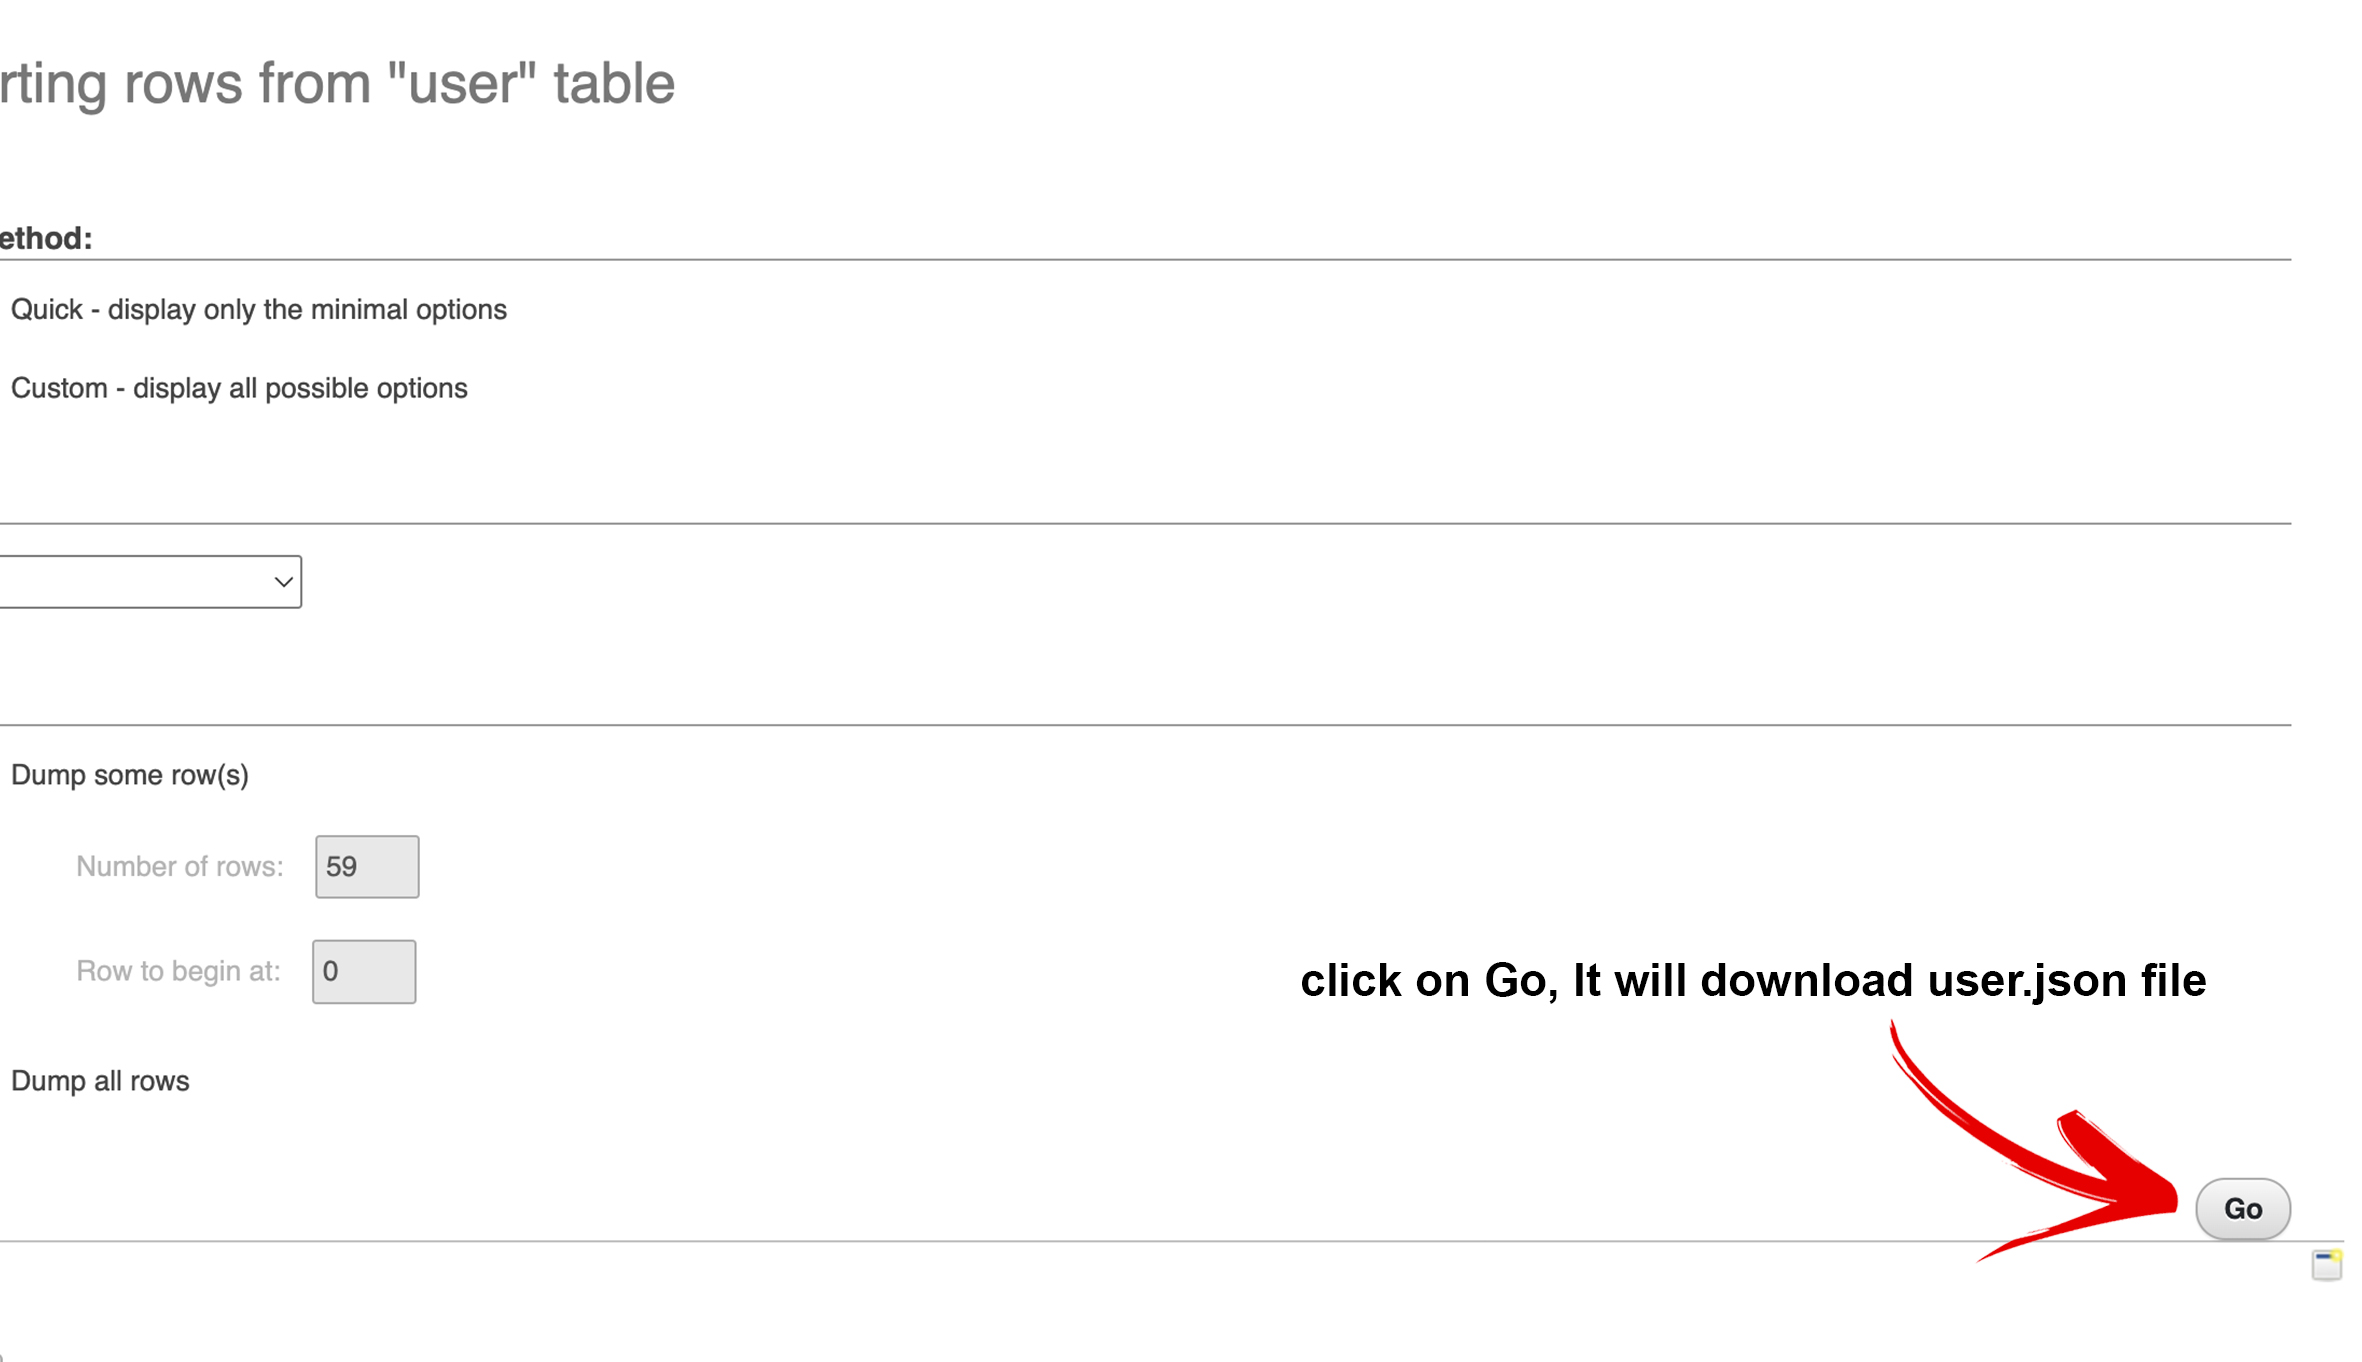 rting rows from "user" table
ethod:
Quick - display only the minimal options
Custom - display all possible options
Dump some row(s)
Number of rows: 59
Row to begin at: 0
click on Go, It will download user.json file
Dump all rows
Go